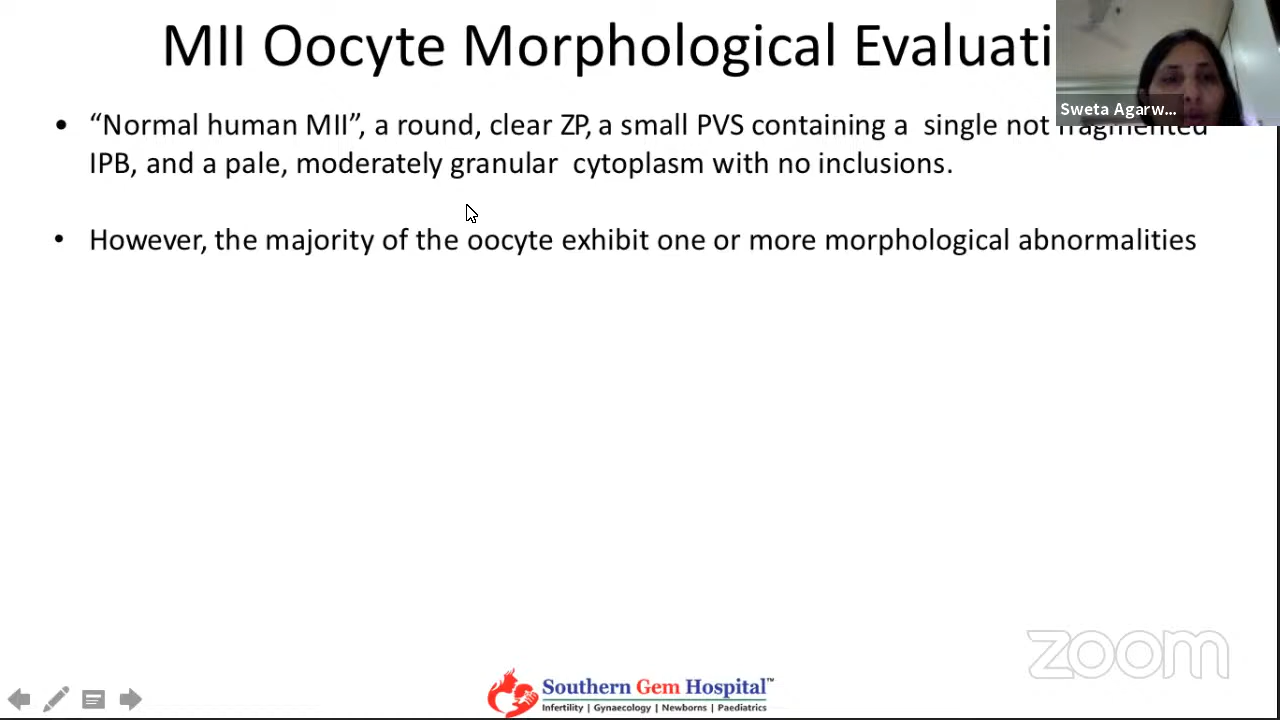 MII Oocyte Morphological Evaluati
Sweta Agarw...
• “Normal human MII”, a round, clear ZP, a small PVS containing a single not fragmented
IPB, and a pale, moderately granular cytoplasm with no inclusions.
• However, the majority of the oocyte exhibit one or more morphological abnormalities
zoom
Southern Gem Hospital™
Infertility | Gynaecology | Newborns | Paediatrics